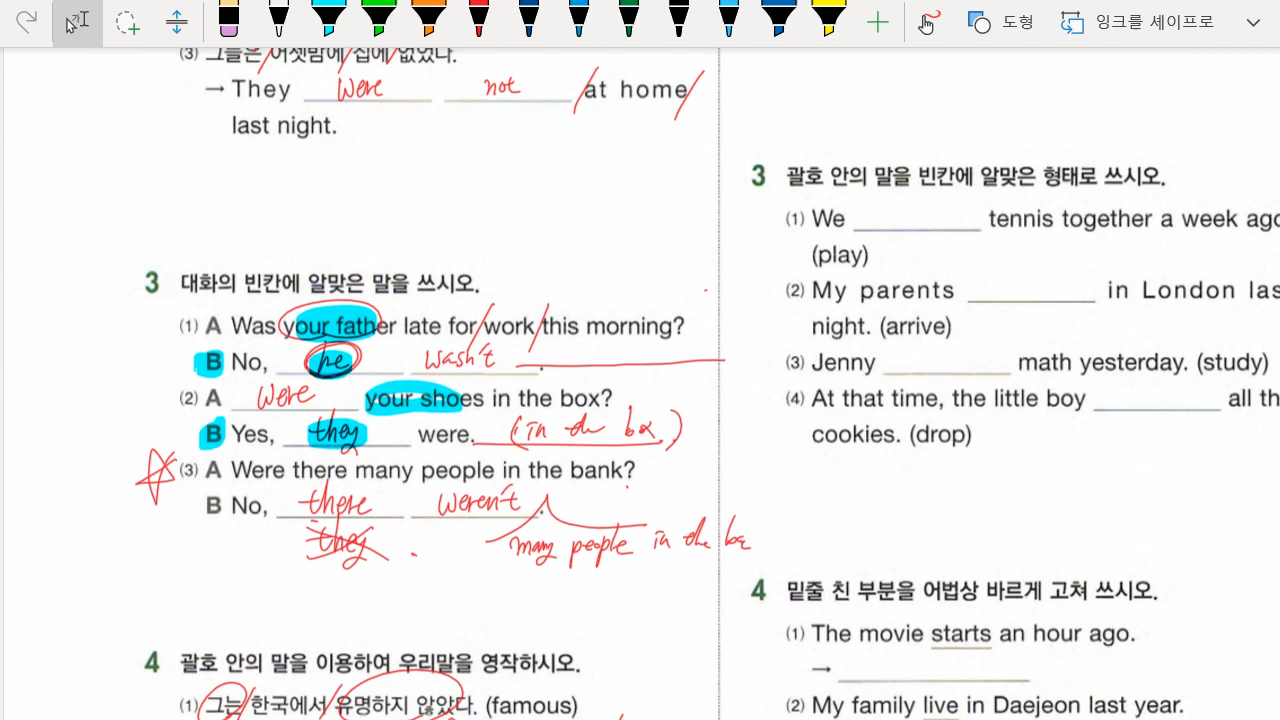 도형
잉크를 셰이프로
(3) 그들은 어젯밤에 집에 없었다.
→ They were not at home
last night.
3 대화의 빈칸에 알맞은 말을 쓰시오.
(1) A Was your father late for work this morning?
B No, he wasn't.
(2) A were your shoes in the box?
B Yes, they were. (in the box)
(3) A Were there many people in the bank?
B No, there weren't.
they many people in the
4 괄호 안의 말을 이용하여 우리말을 영작하시오.
(1) 그는 한국에서 유명하지 않았다. (famous)
3 괄호 안의 말을 빈칸에 알맞은 형태로 쓰시오.
(1) We tennis together a week ago
(play)
(2) My parents in London las
night. (arrive)
(3) Jenny math yesterday. (study)
(4) At that time, the little boy all th
cookies. (drop)
4 밑줄 친 부분을 어법상 바르게 고쳐 쓰시오.
(1) The movie starts an hour ago.
→
(2) My family live in Daejeon last year.